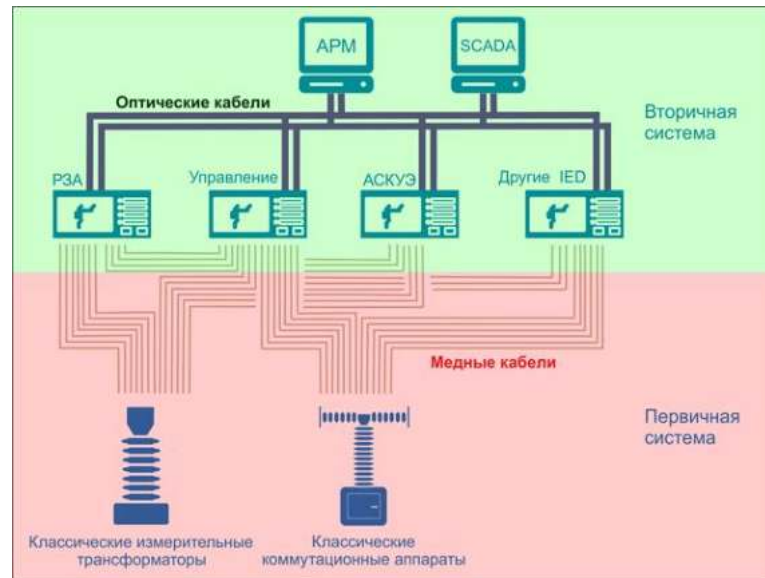 АРМ
SCADA
Оптические кабели
Вторичная
система
РЗА
Управление
АСКУЭ
Другие IED
Медные кабели
Первичная
система
Классические измерительные
трансформаторы
Классические
коммутационные аппараты